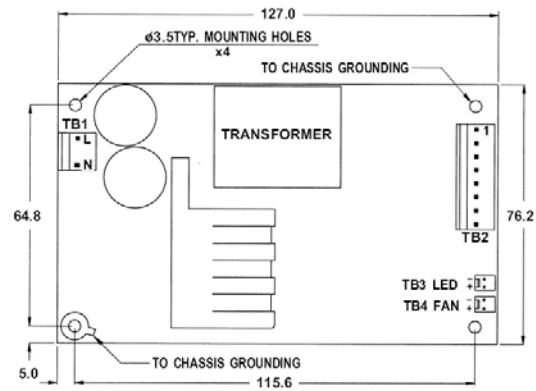 127.0
ø3.5TYP. MOUNTING HOLES
x4
TO CHASSIS GROUNDING
TB1
L
N
TRANSFORMER
1
TB2
64.8
76.2
TB3 LED
+ -
TB4 FAN
+ -
TO CHASSIS GROUNDING
5.0
115.6